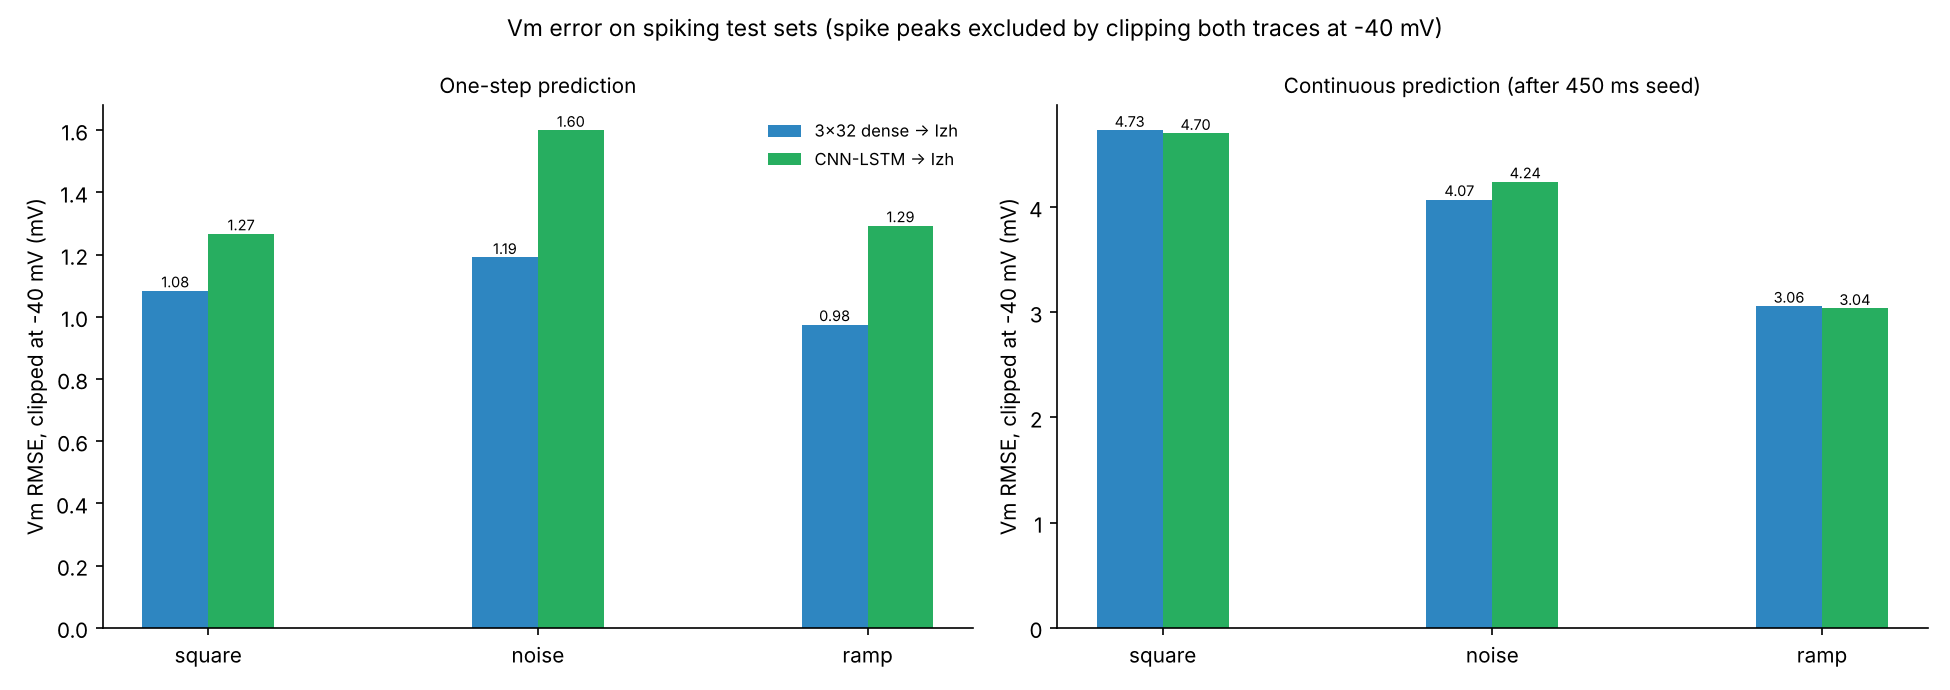 Vm error on spiking test sets (spike peaks excluded by clipping both traces at -40 mV)
One-step prediction
Vm RMSE, clipped at -40 mV (mV)
1.6
1.4
1.2
1.0
0.8
0.6
0.4
0.2
0.0
1.08
1.27
1.19
1.60
0.98
1.29
3×32 dense → Izh
CNN-LSTM → Izh
square
noise
ramp
Continuous prediction (after 450 ms seed)
Vm RMSE, clipped at -40 mV (mV)
4
3
2
1
0
4.73
4.70
4.07
4.24
3.06
3.04
square
noise
ramp